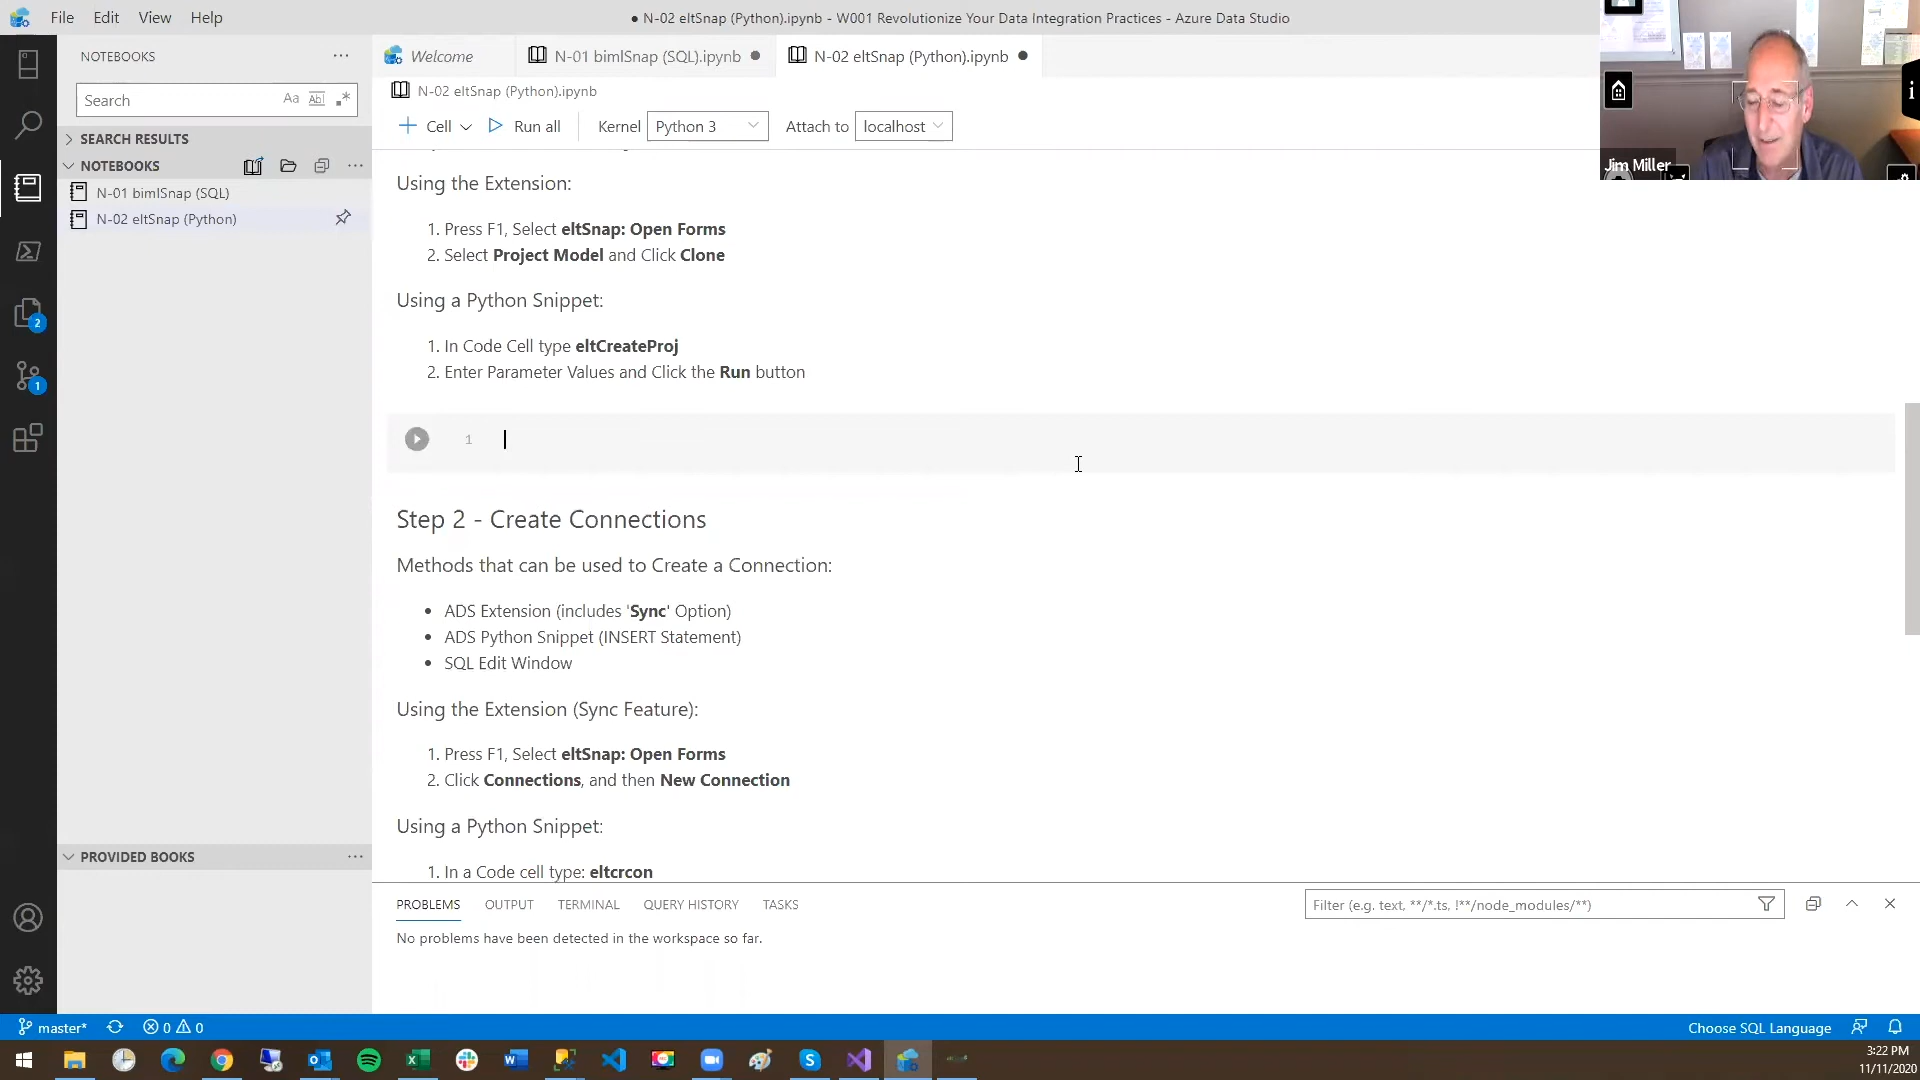 File Edit View Help
● N-02 eltSnap (Python).ipynb - W001 Revolutionize Your Data Integration Practices - Azure Data Studio
NOTEBOOKS
Search
Aa
Abl
SEARCH RESULTS
NOTEBOOKS
N-01 bimlSnap (SQL)
N-02 eltSnap (Python)
2
1
PROVIDED BOOKS
Welcome
N-01 bimlSnap (SQL).ipynb
N-02 eltSnap (Python).ipynb
N-02 eltSnap (Python).ipynb
Cell Run all Kernel Python 3 Attach to localhost
Jim Miller
Using the Extension:
1. Press F1, Select eltSnap: Open Forms
2. Select Project Model and Click Clone
Using a Python Snippet:
1. In Code Cell type eltCreateProj
2. Enter Parameter Values and Click the Run button
1
Step 2 - Create Connections
Methods that can be used to Create a Connection:
• ADS Extension (includes 'Sync' Option)
• ADS Python Snippet (INSERT Statement)
• SQL Edit Window
Using the Extension (Sync Feature):
1. Press F1, Select eltSnap: Open Forms
2. Click Connections, and then New Connection
Using a Python Snippet:
1. In a Code cell type: eltcrcon
PROBLEMS OUTPUT TERMINAL QUERY HISTORY TASKS
Filter (e.g. text, **/*.ts, !**/node_modules/**)
No problems have been detected in the workspace so far.
master* 0 0
Choose SQL Language
3:22 PM
11/11/2020